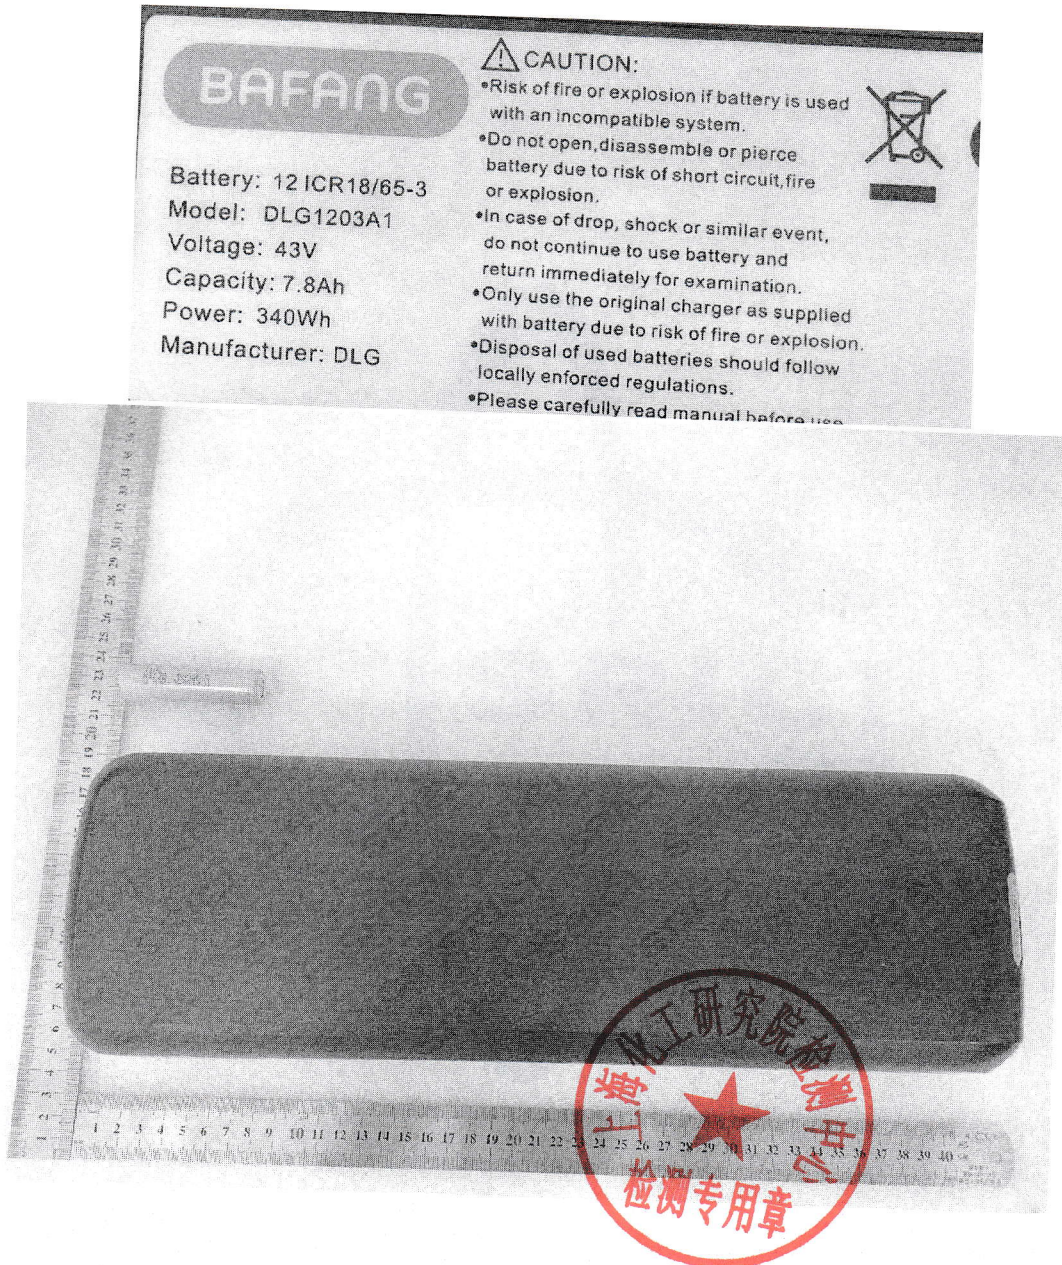 BAFANG
Battery: 12 ICR18/65-3
Model: DLG1203A1
Voltage: 43V
Capacity: 7.8Ah
Power: 340Wh
Manufacturer: DLG
CAUTION:
•Risk of fire or explosion if battery is used
with an incompatible system.
•Do not open,disassemble or pierce
battery due to risk of short circuit,fire
or explosion.
•In case of drop, shock or similar event,
do not continue to use battery and
return immediately for examination.
•Only use the original charger as supplied
with battery due to risk of fire or explosion.
•Disposal of used batteries should follow
locally enforced regulations.
•Please carefully read manual before use
1 2 3 4 5 6 7 8 9 10 11 12 13 14 15 16 17 18 19 20 21 22 23 24 25 26 27 28 29 30 31 32 33 34 35 36 37 38 39 40
上海化工研究院检测中心
检测专用章